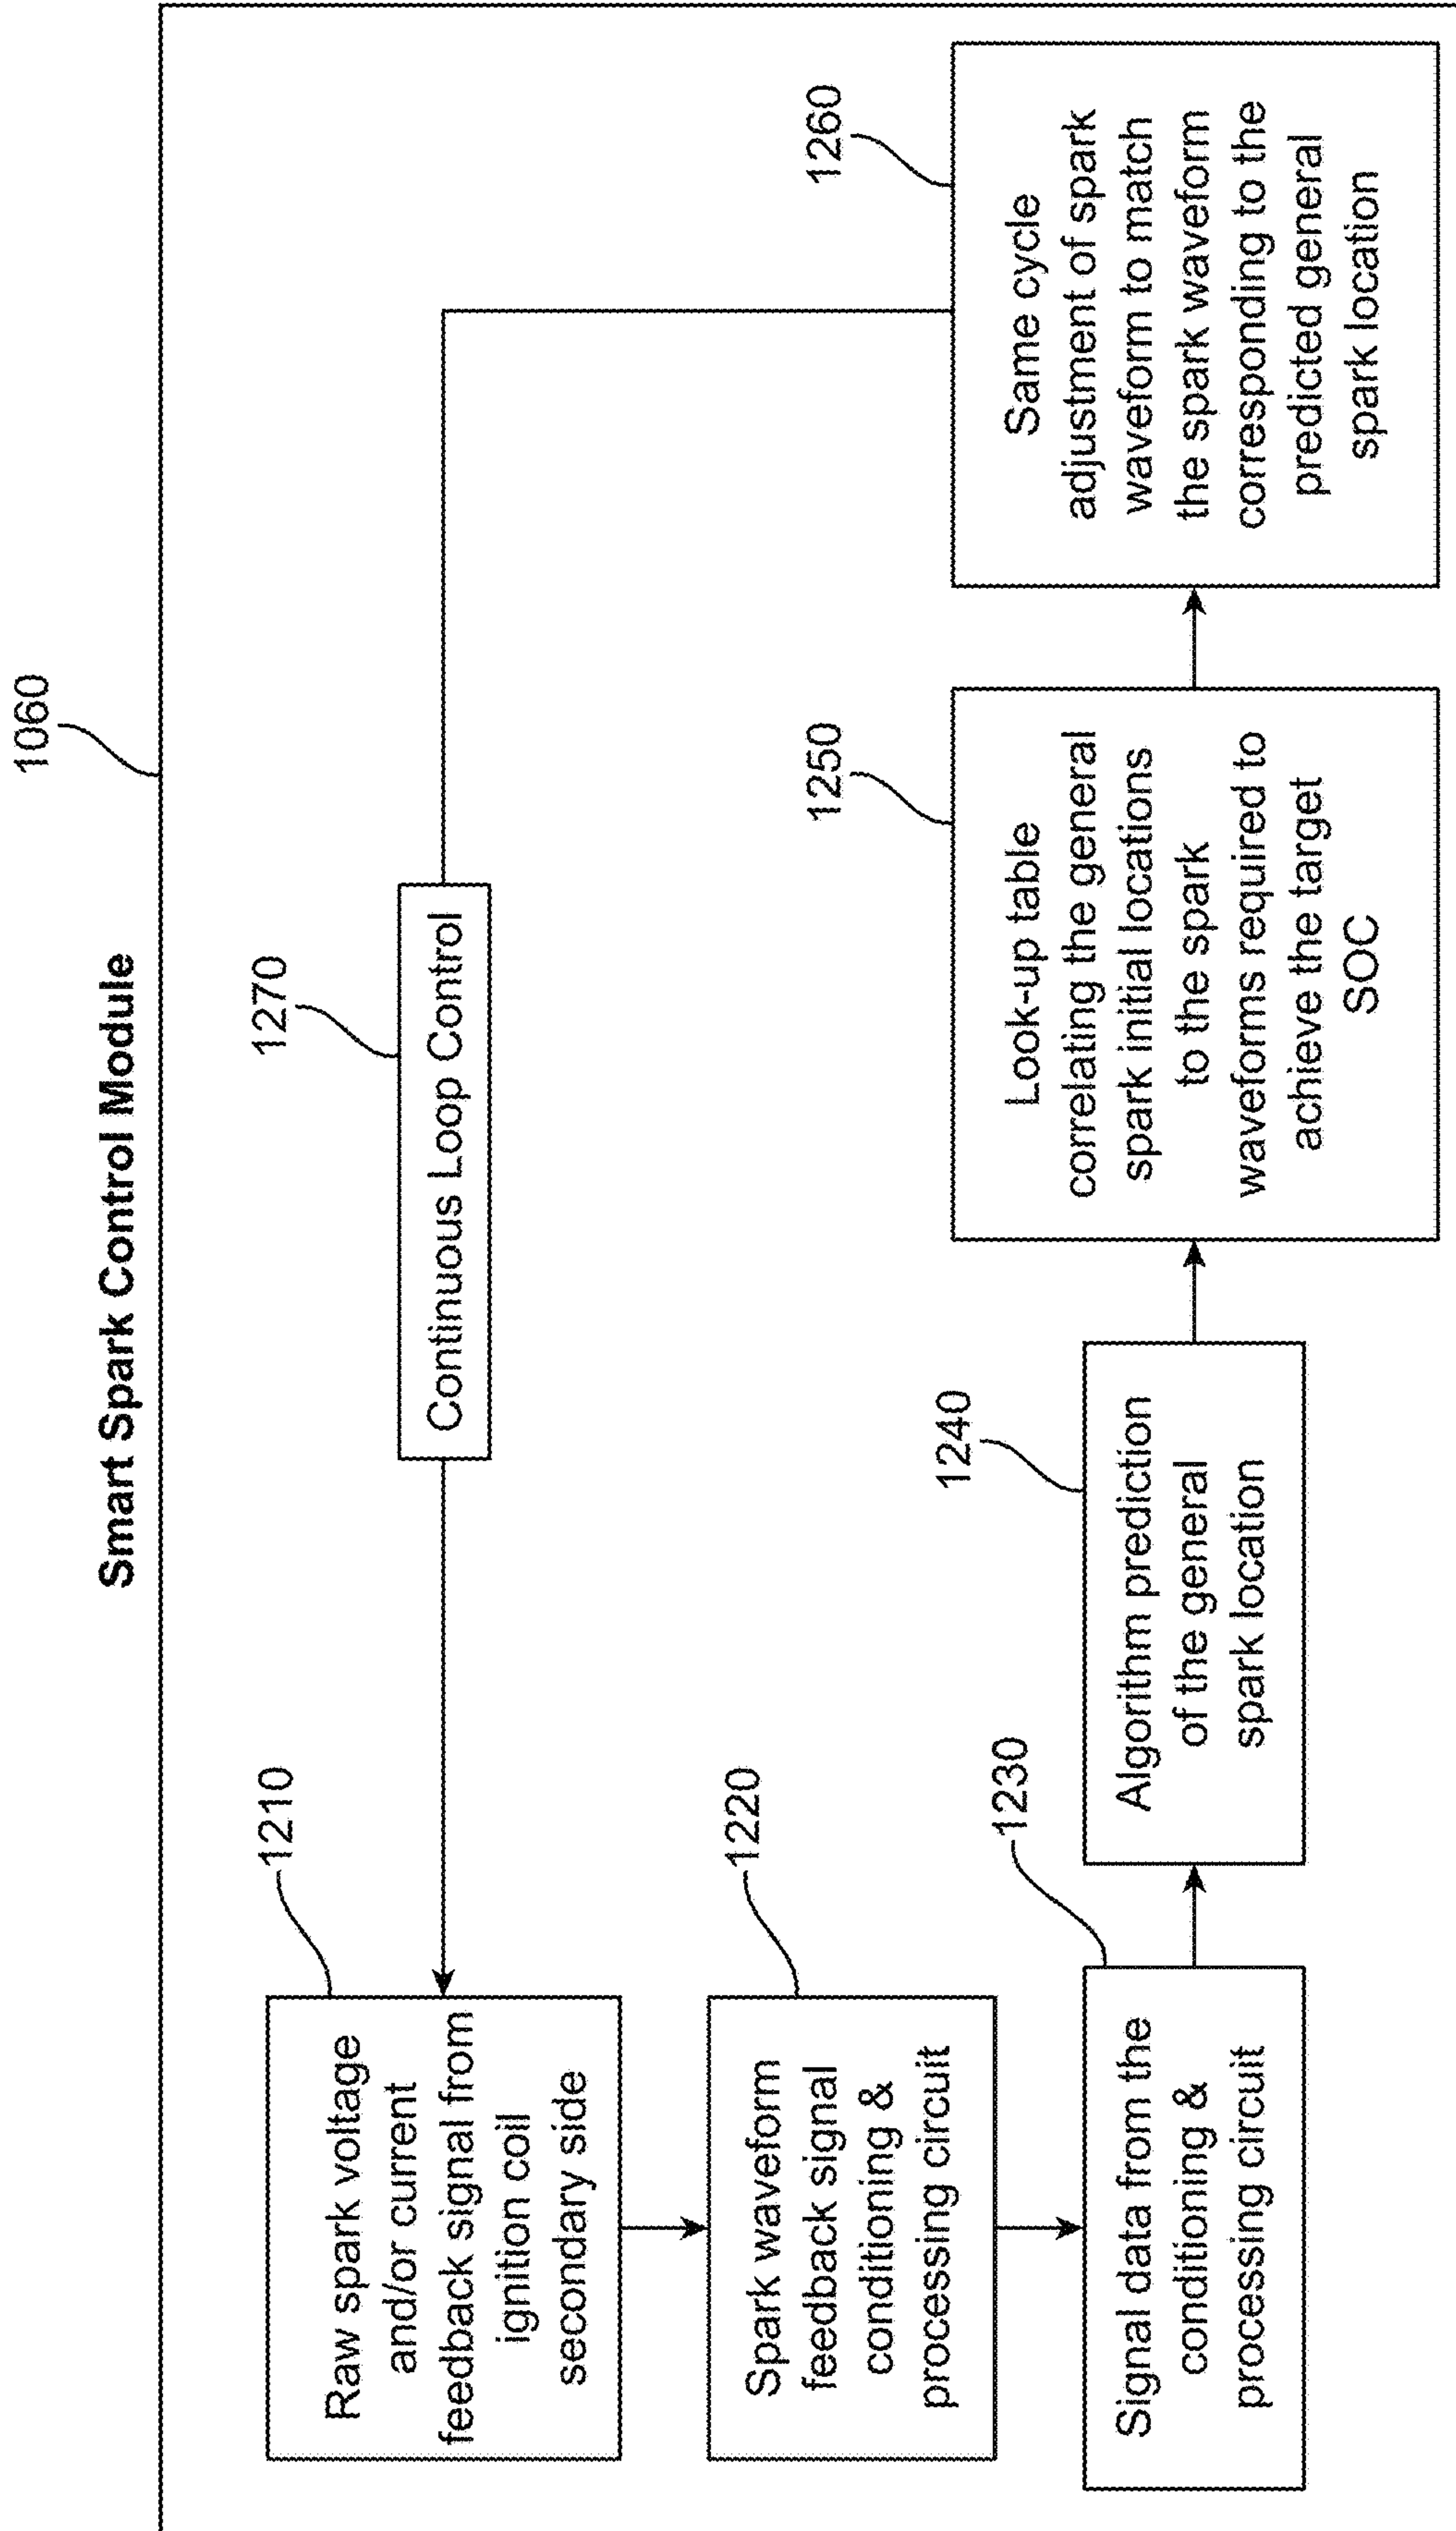 Smart Spark Control Module
1060
1210
Raw spark voltage
and/or current
feedback signal from
ignition coil
secondary side
1270
Continuous Loop Control
1220
Spark waveform
feedback signal
conditioning &
processing circuit
1230
Signal data from the
conditioning &
processing circuit
1240
Algorithm prediction
of the general
spark location
1250
Look-up table
correlating the general
spark initial locations
to the spark
waveforms required to
achieve the target
SOC
1260
Same cycle
adjustment of spark
waveform to match
the spark waveform
corresponding to the
predicted general
spark location